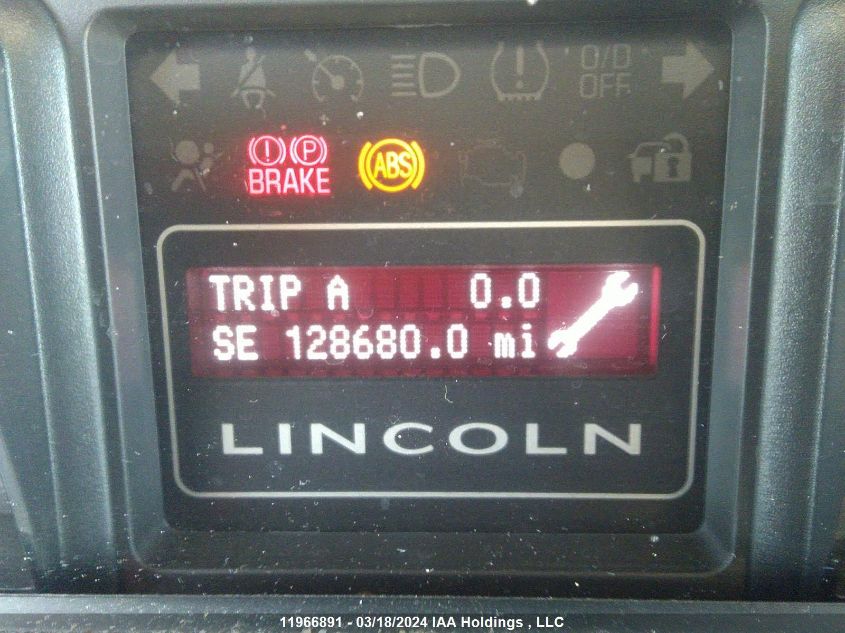 O/D
OFF
! P
BRAKE
ABS
TRIP A 0.0
SE 128680.0 mi
LINCOLN
11966891 - 03/18/2024 IAA Holdings , LLC